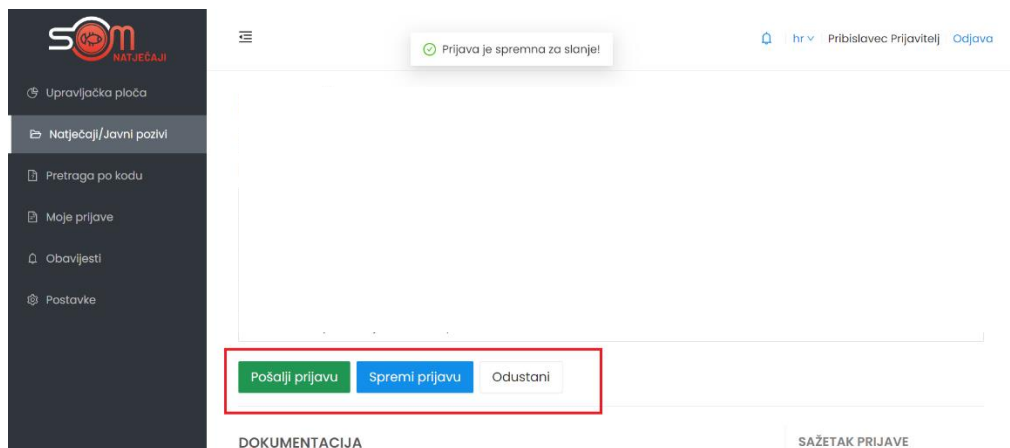 SOM
NATJEČAJI
Prijava je spremna za slanje!
hr Pribislavec Prijavitelj Odjava
Upravljačka ploča
Natječaji/Javni pozivi
Pretraga po kodu
Moje prijave
Obavijesti
Postavke
Pošalji prijavu Spremi prijavu Odustani
DOKUMENTACIJA SAŽETAK PRIJAVE